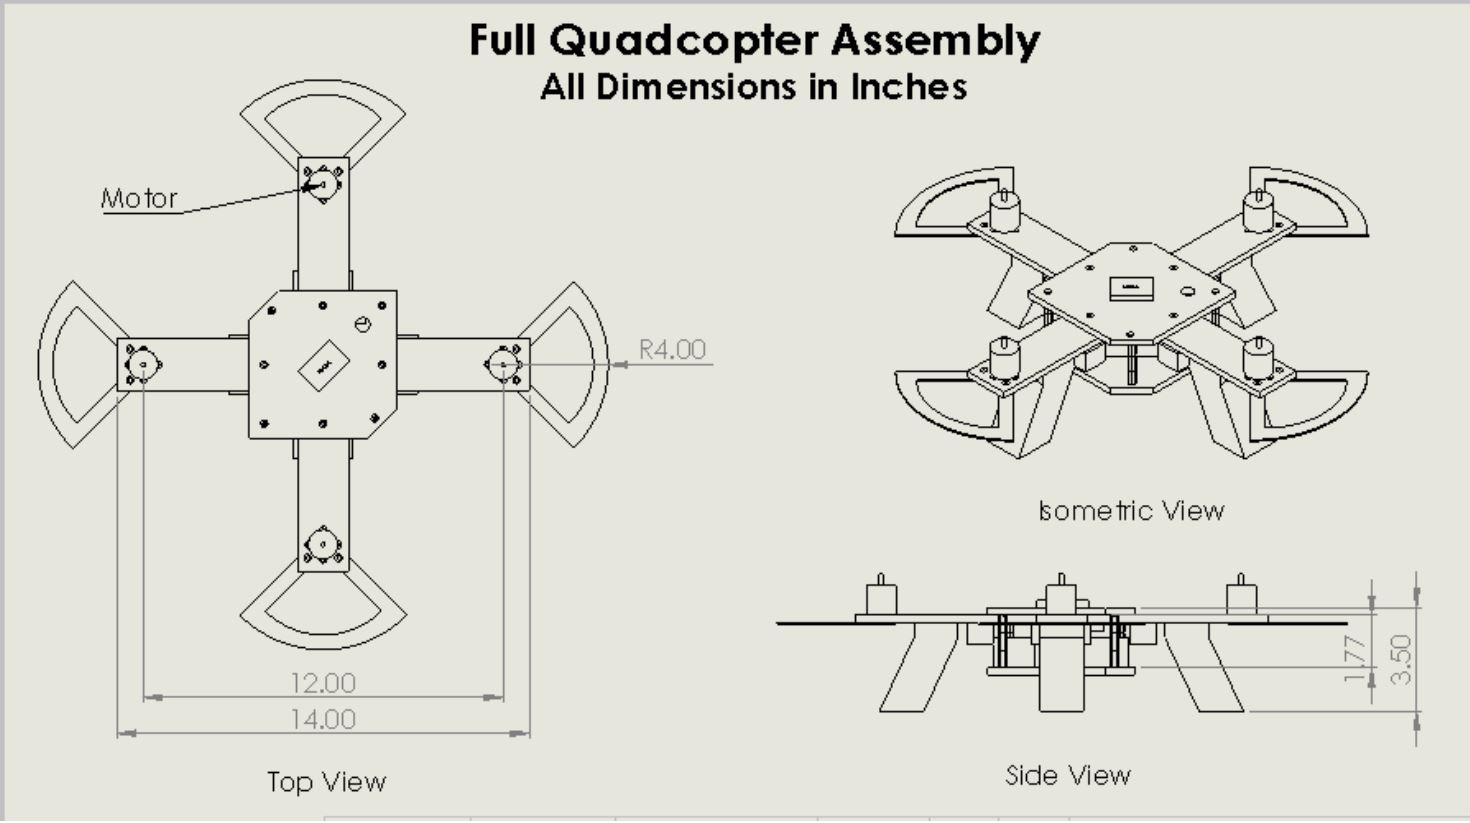 Full Quadcopter Assembly
All Dimensions in Inches
Motor
R4.00
12.00
14.00
Top View
Isometric View
1.77
3.50
Side View